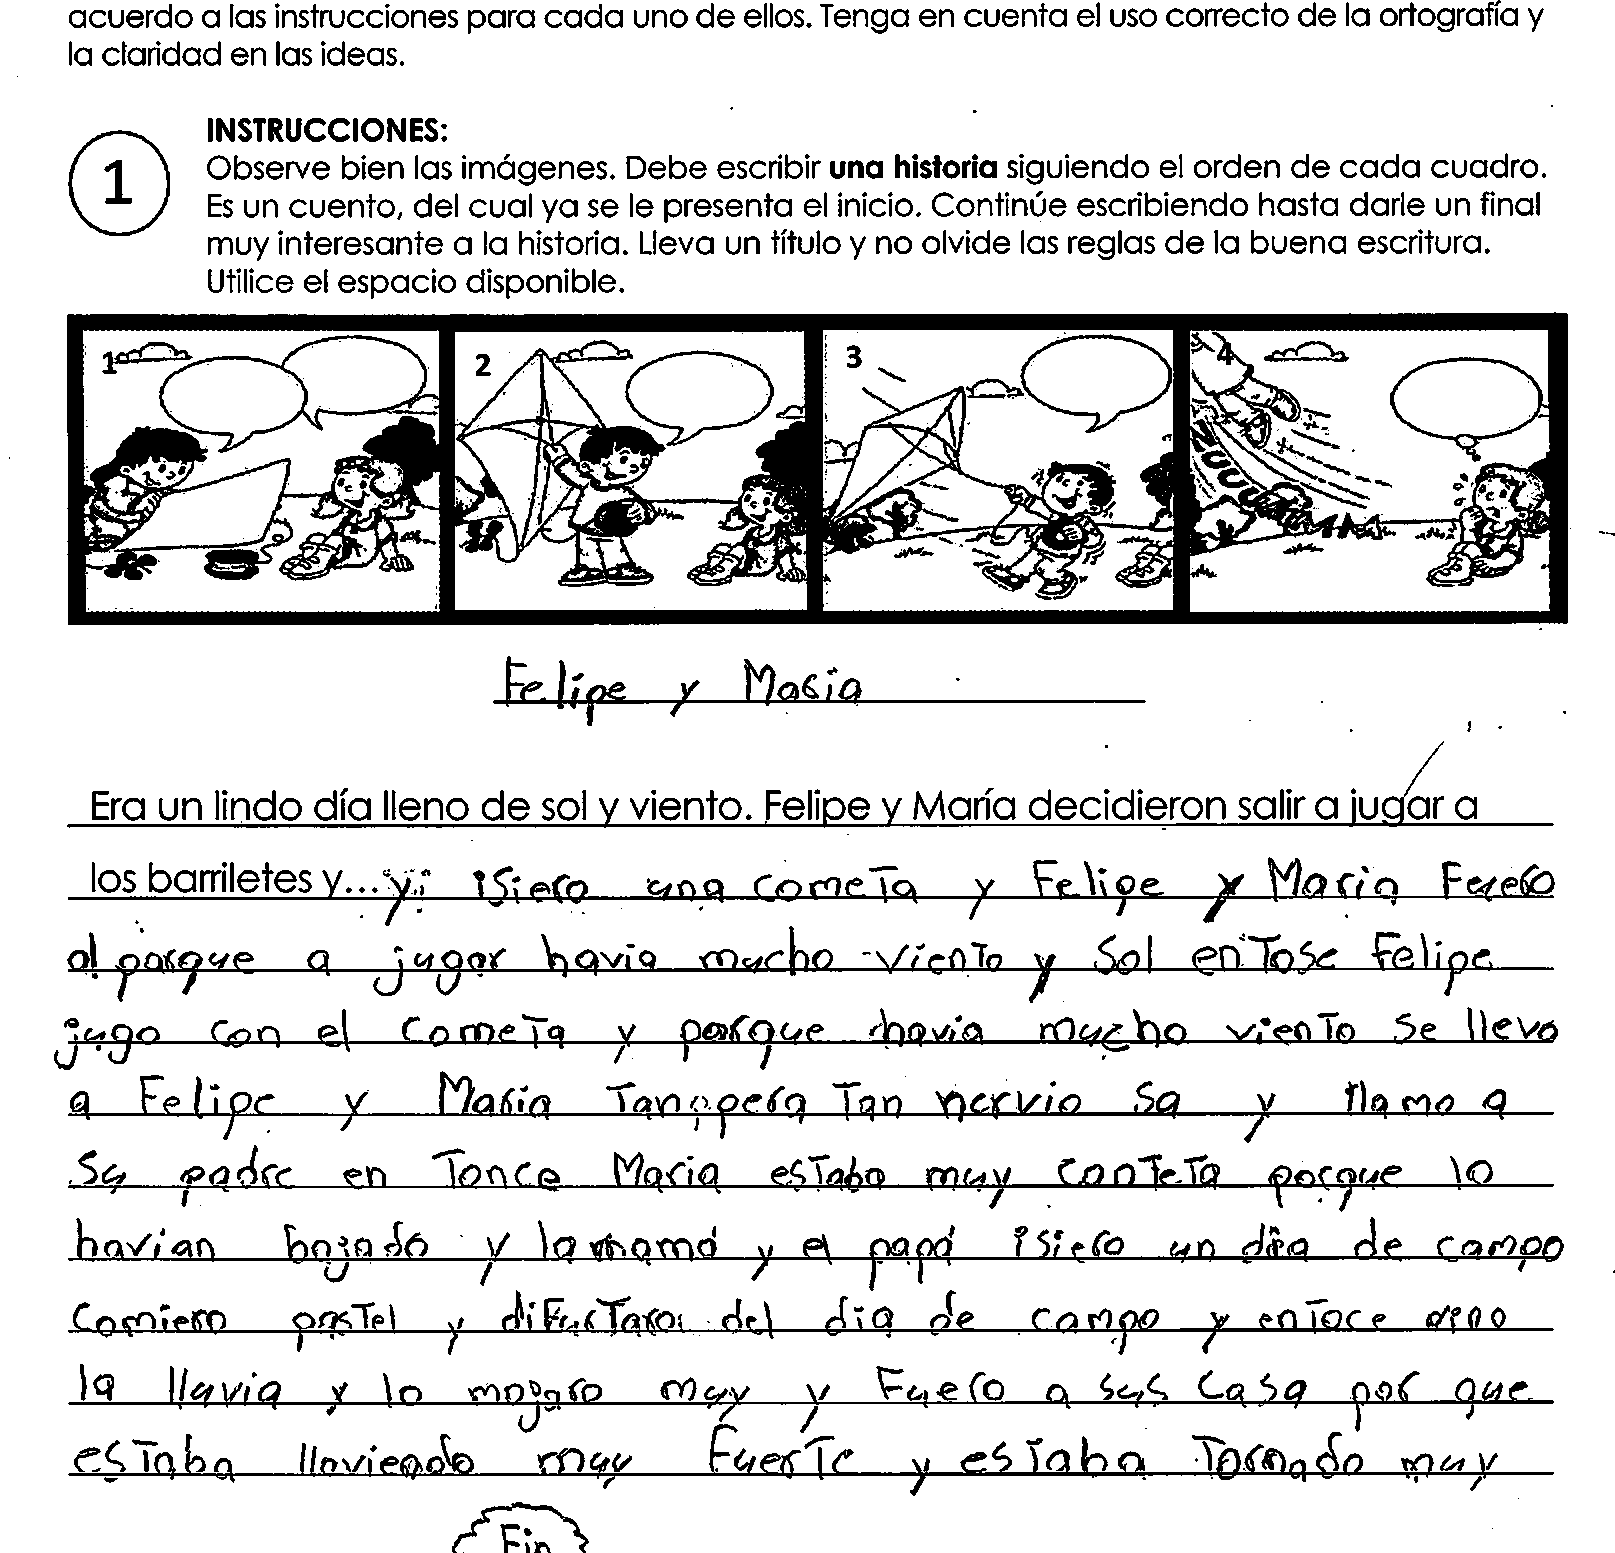 acuerdo a las instrucciones para cada uno de ellos. Tenga en cuenta el uso correcto de la ortografía y
la claridad en las ideas.
1
INSTRUCCIONES:
Observe bien las imágenes. Debe escribir una historia siguiendo el orden de cada cuadro.
Es un cuento, del cual ya se le presenta el inicio. Continúe escribiendo hasta darle un final
muy interesante a la historia. Lleva un título y no olvide las reglas de la buena escritura.
Utilice el espacio disponible.
1 2 3 4
ZOOUMMM
Felipe y Maria
Era un lindo día lleno de sol y viento. Felipe y María decidieron salir a jugar a
los barriletes y... y isiero una cometa y Felipe y Maria Fuero
al parque a jugar havia mucho viento y Sol entose Felipe
jugo con el cometa y porque havia mucho viento se llevo
a Felipe y Maria tan nervio sa y llamo a
Su padre en Tonce Maria estaba muy conteta porque lo
havian bajado y la mamá y el papá isiero un día de campo
comiero pastel y del dia de campo y entoce vino
la lluvia y lo mojaro muy y Fuero a sus casa por que
estaba lloviendo muy Fuerte y estaba Tornado muy
Fin